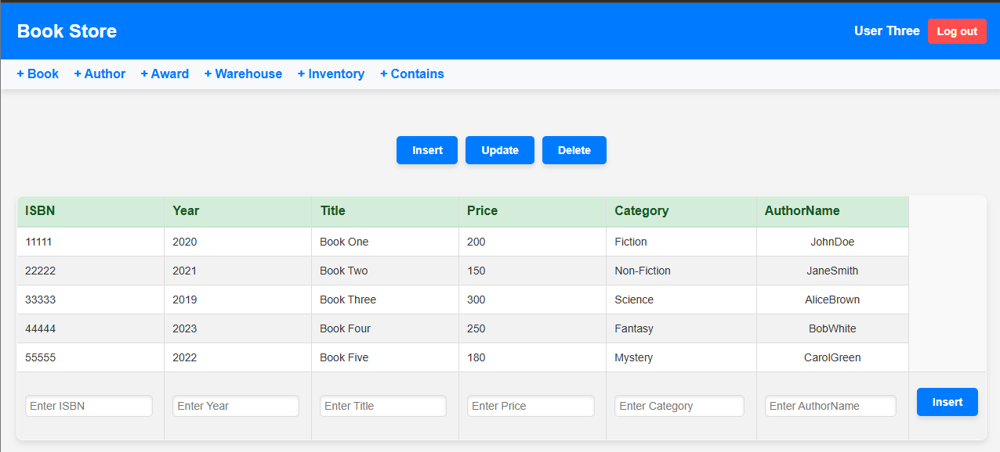 Book Store User Three Log out
+ Book + Author + Award + Warehouse + Inventory + Contains
Insert Update Delete
ISBN Year Title Price Category AuthorName
11111 2020 Book One 200 Fiction JohnDoe
22222 2021 Book Two 150 Non-Fiction JaneSmith
33333 2019 Book Three 300 Science AliceBrown
44444 2023 Book Four 250 Fantasy BobWhite
55555 2022 Book Five 180 Mystery CarolGreen
Enter ISBN Enter Year Enter Title Enter Price Enter Category Enter AuthorName Insert